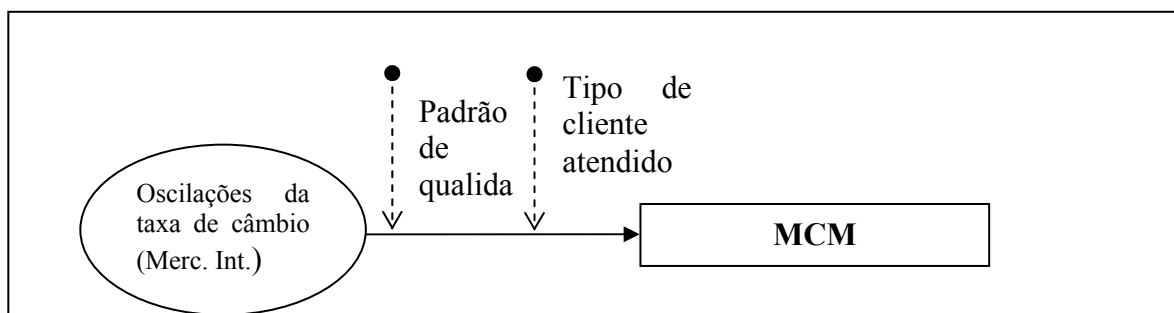 Padrão
de
qualida
Tipo de
cliente
atendido
Oscilações da
taxa de câmbio
(Merc. Int.)
MCM